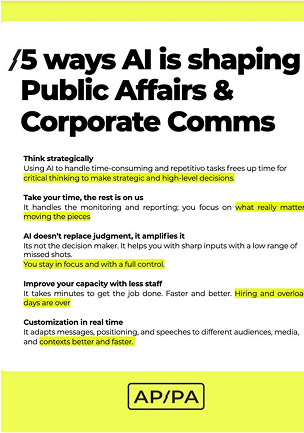 /5 ways AI is shaping
Public Affairs &
Corporate Comms
Think strategically
Using AI to handle time-consuming and repetitivo tasks frees up time for
critical thinking to make strategic and high-level decisions.
Take your time, the rest is on us
It handles the monitoring and reporting; you focus on what really matter
moving the pieces
AI doesn't replace judgment, it amplifies it
Its not the decision maker. It helps you with sharp inputs with a low range of
missed shots.
You stay in focus and with a full control.
Improve your capacity with less staff
It takes minutes to get the job done. Faster and better. Hiring and overloa
days are over
Customization in real time
It adapts messages, positioning, and speeches to different audiences, media,
and contexts better and faster.
AP/PA